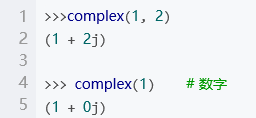 1 >>>complex(1, 2)
2 (1 + 2j)
3
4 >>> complex(1)    # 数字
5 (1 + 0j)